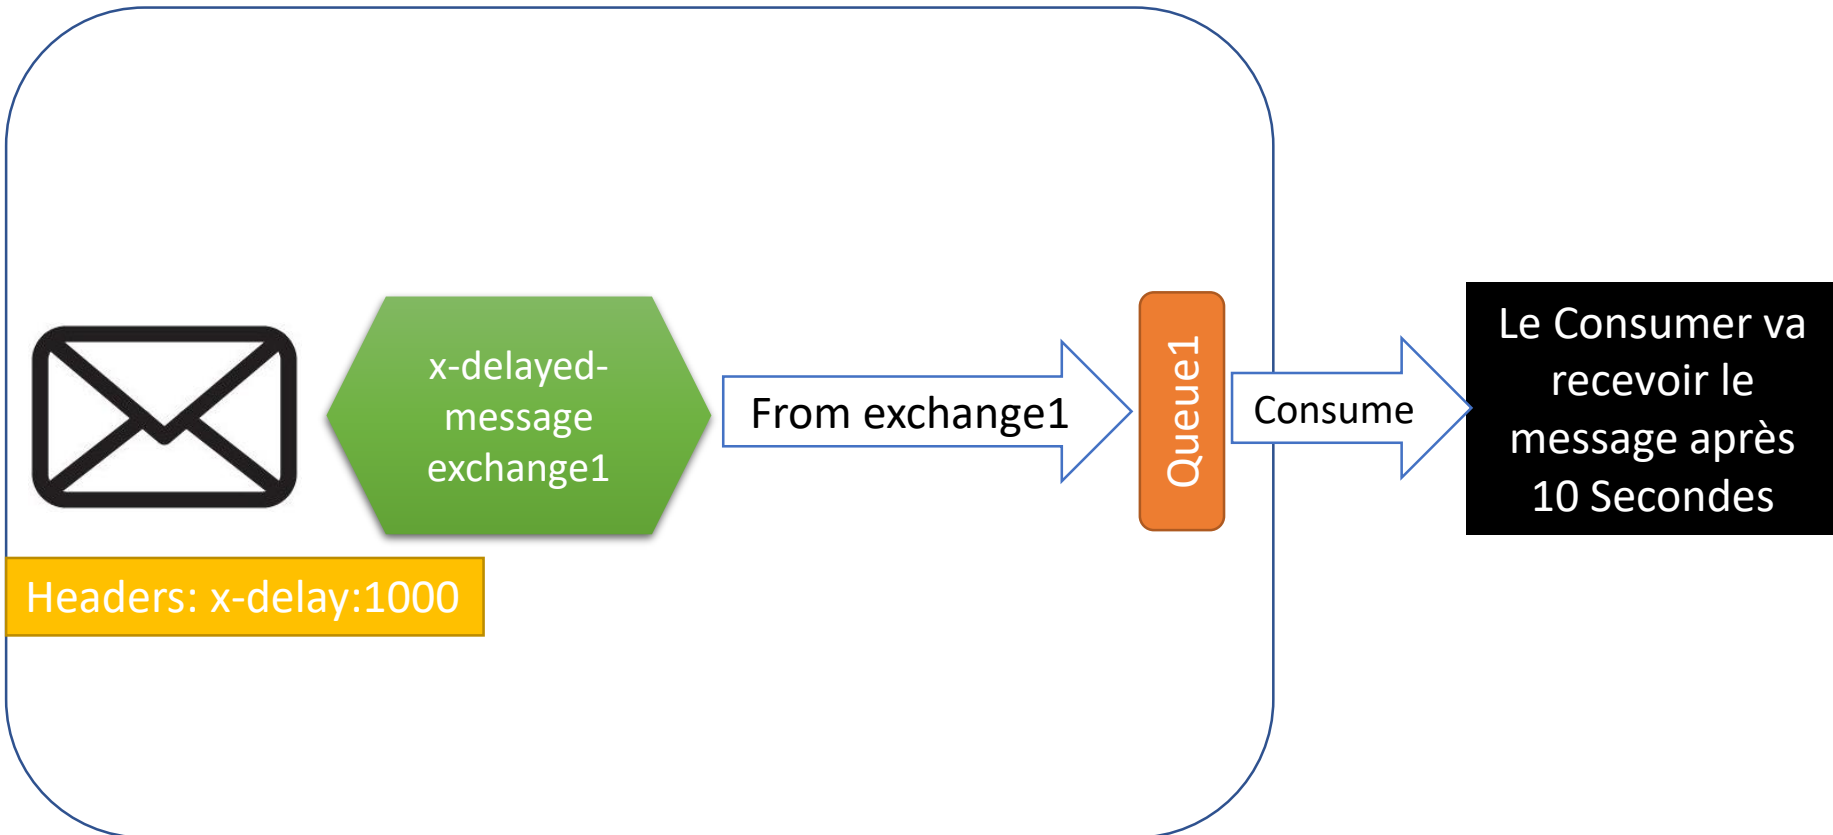 x-delayed-
message
exchange1
From exchange1
Queue1
Consume
Le Consumer va
recevoir le
message après
10 Secondes
Headers: x-delay:1000